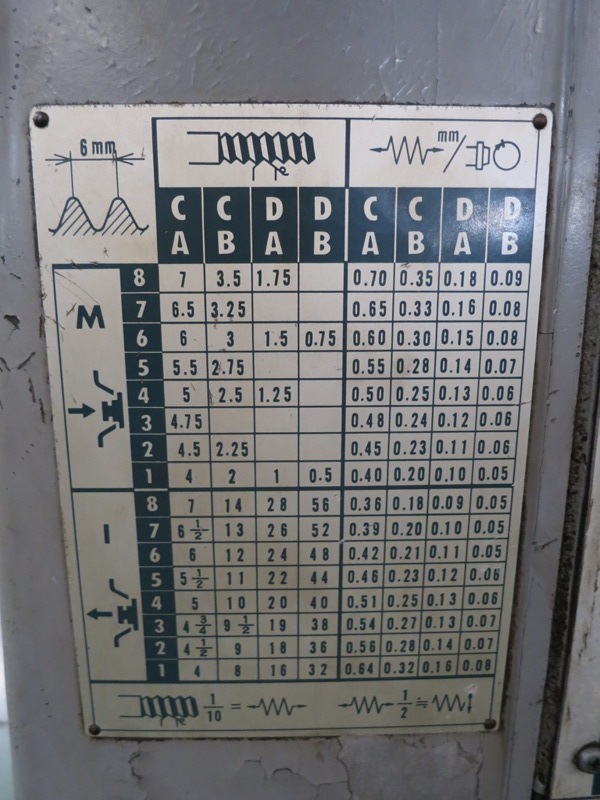 6 mm
mm/
C C D D C C D D
A B A B A B A B
M
8 7 3.5 1.75 0.70 0.35 0.18 0.09
7 6.5 3.25 0.65 0.33 0.16 0.08
6 6 3 1.5 0.75 0.60 0.30 0.15 0.08
5 5.5 2.75 0.55 0.28 0.14 0.07
4 5 2.5 1.25 0.50 0.25 0.13 0.06
3 4.75 0.48 0.24 0.12 0.06
2 4.5 2.25 0.45 0.23 0.11 0.06
1 4 2 1 0.5 0.40 0.20 0.10 0.05
I
8 7 14 28 56 0.36 0.18 0.09 0.05
7 6 1/2 13 26 52 0.39 0.20 0.10 0.05
6 6 12 24 48 0.42 0.21 0.11 0.05
5 5 1/2 11 22 44 0.46 0.23 0.12 0.06
4 5 10 20 40 0.51 0.25 0.13 0.06
3 4 3/4 9 1/2 19 38 0.54 0.27 0.13 0.07
2 4 1/2 9 18 36 0.56 0.28 0.14 0.07
1 4 8 16 32 0.64 0.32 0.16 0.08
1/10 = 1/2 ≒